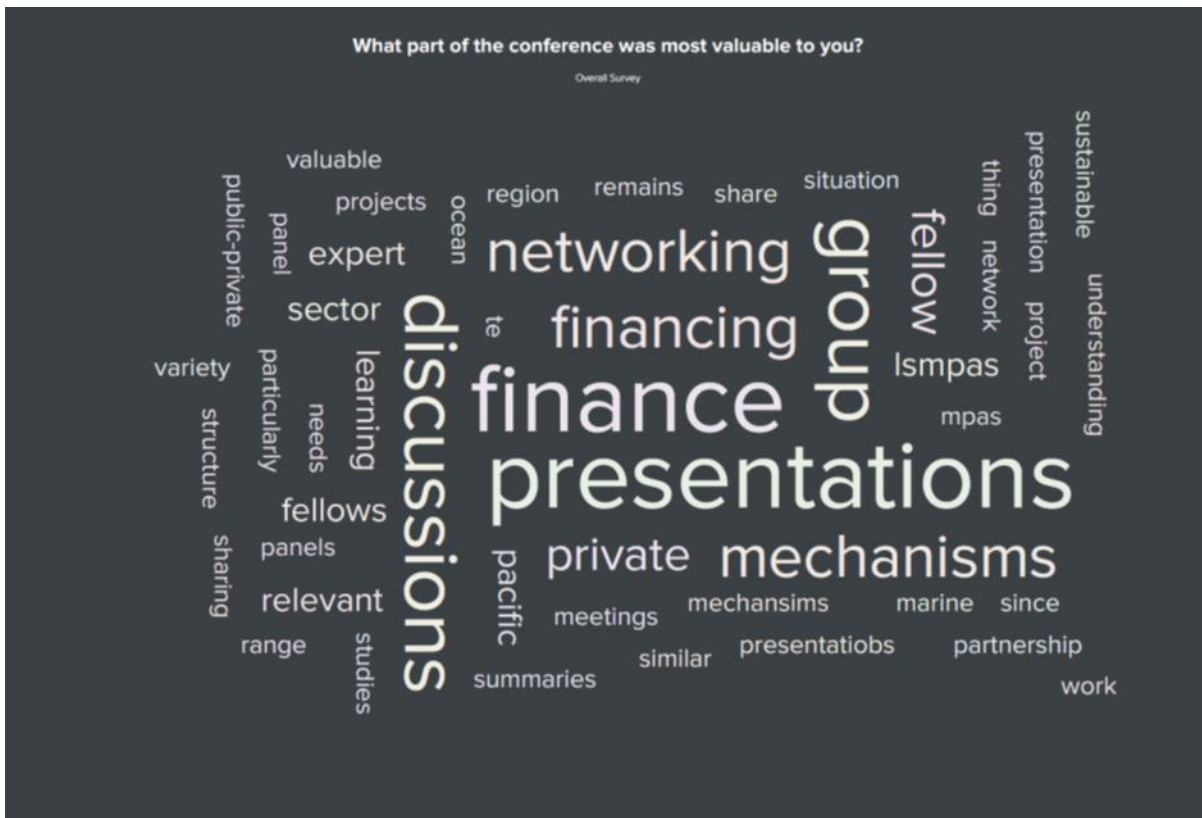 What part of the conference was most valuable to you?
Overall Survey
sustainable
presentation
valuable
thing
situation
public-private
projects
ocean
region
remains
share
panel
fellow
group
expert
networking
network
understanding
sector
discussions
te
financing
project
variety
particularly
learning
finance
lsmpas
structure
needs
mpas
presentations
fellows
sharing
panels
pacific
private
mechanisms
relevant
meetings
mechansims
marine
since
range
studies
summaries
similar
presentatiobs
partnership
work